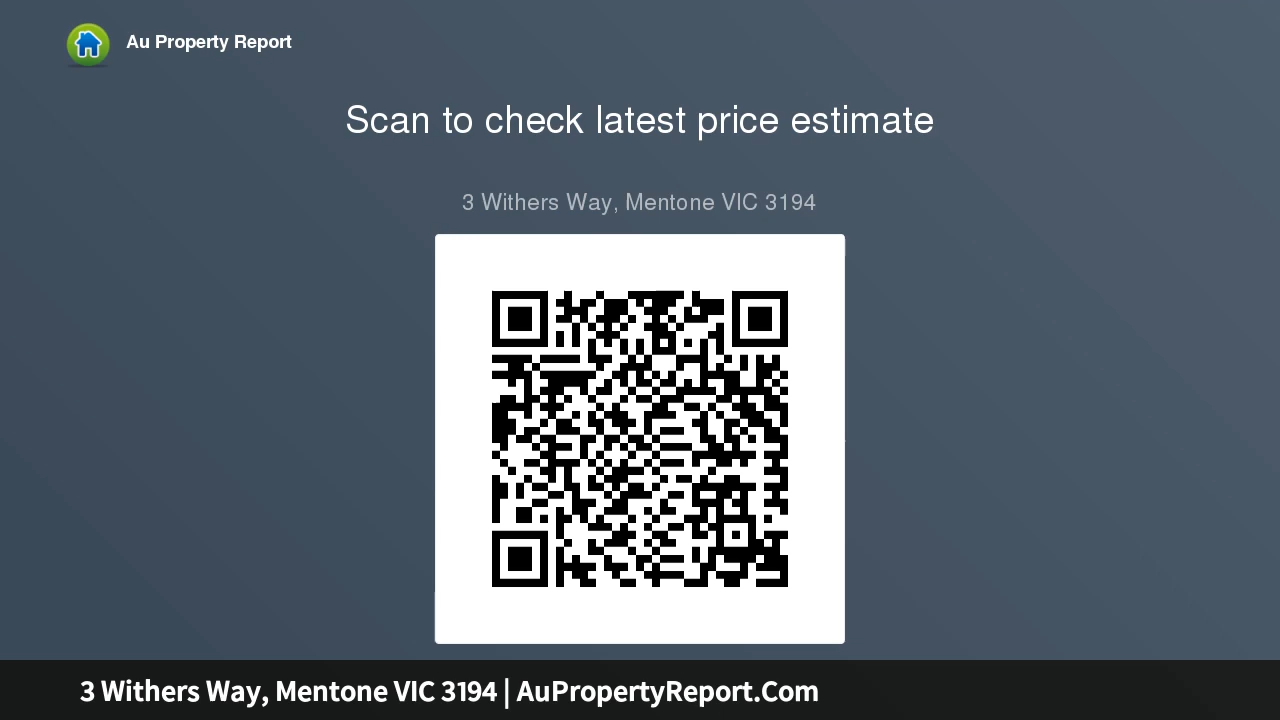 Au Property Report
Scan to check latest price estimate
3 Withers Way, Mentone VIC 3194
3 Withers Way, Mentone VIC 3194 | AuPropertyReport.Com